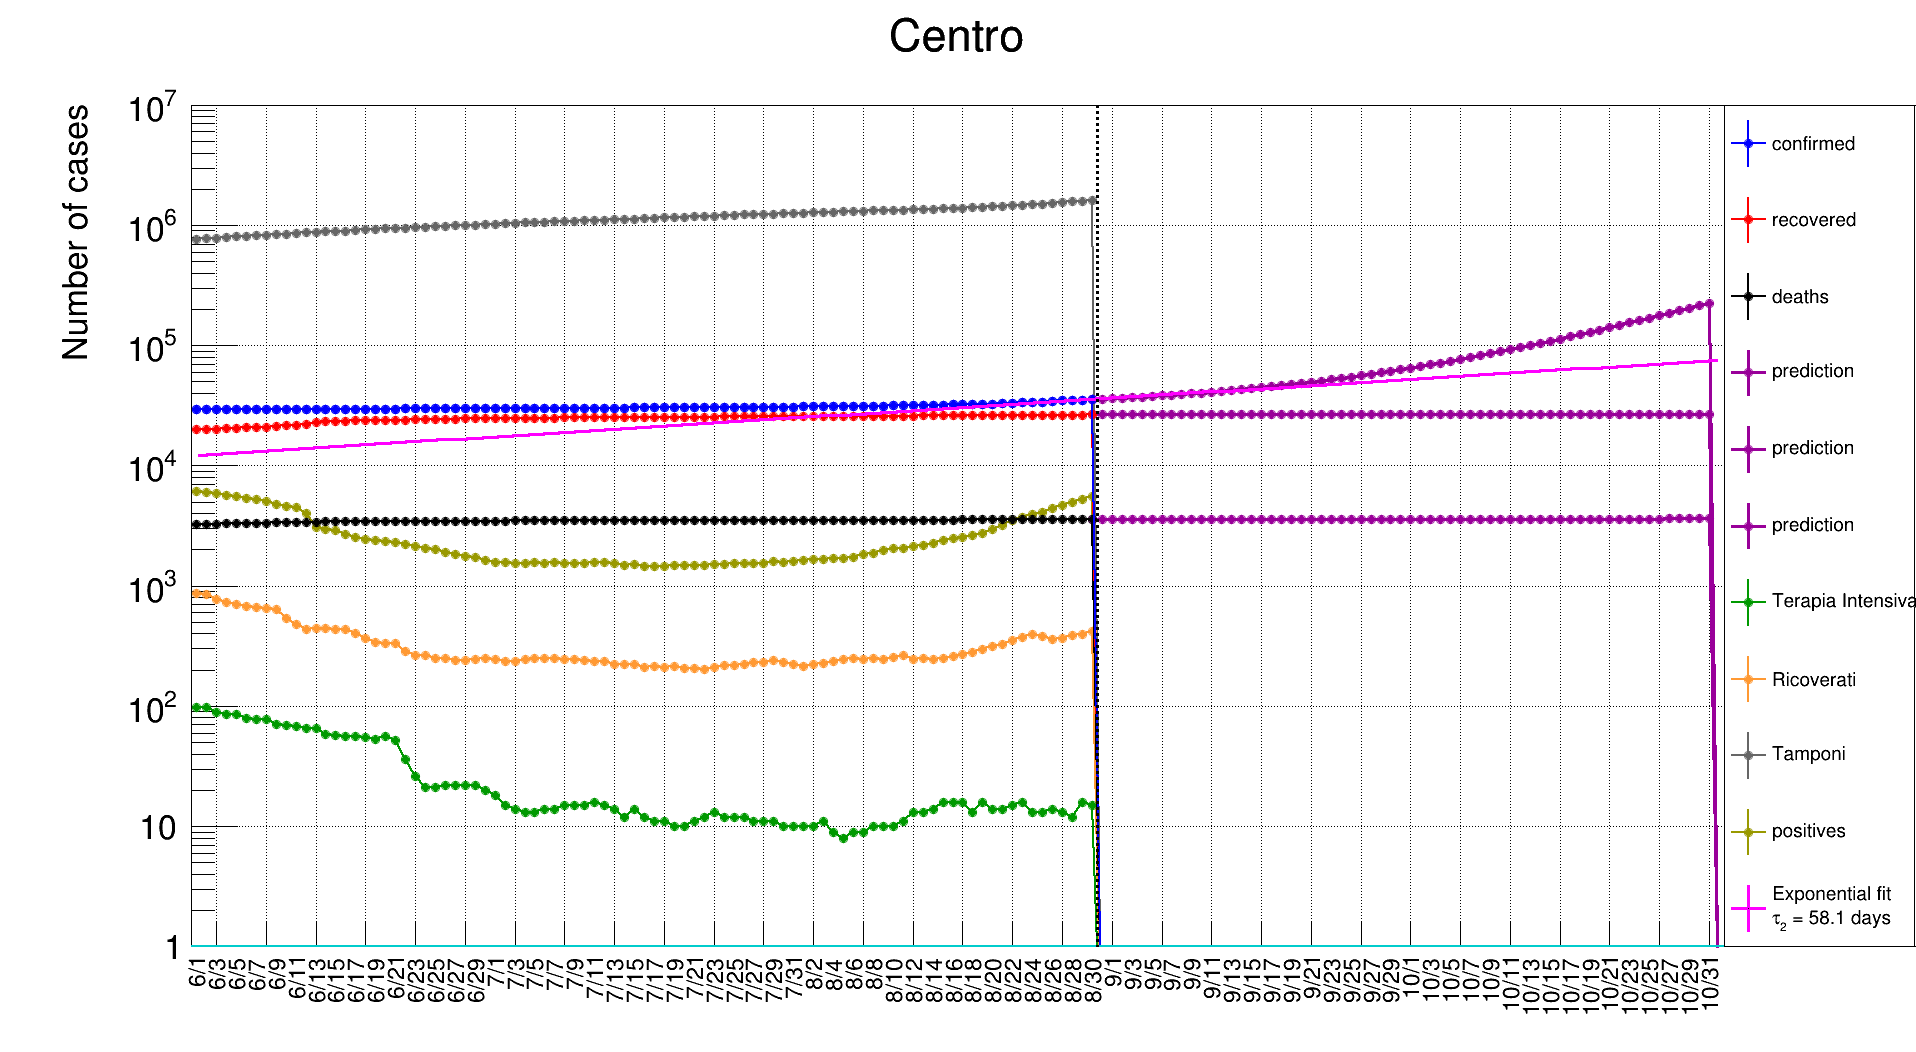 Centro
Number of cases
10^7
10^6
10^5
10^4
10^3
10^2
10
1
6/1 6/3 6/5 6/7 6/9 6/11 6/13 6/15 6/17 6/19 6/21 6/23 6/25 6/27 6/29 7/1 7/3 7/5 7/7 7/9 7/11 7/13 7/15 7/17 7/19 7/21 7/23 7/25 7/27 7/29 7/31 8/2 8/4 8/6 8/8 8/10 8/12 8/14 8/16 8/18 8/20 8/22 8/24 8/26 8/28 8/30 9/1 9/3 9/5 9/7 9/9 9/11 9/13 9/15 9/17 9/19 9/21 9/23 9/25 9/27 9/29 10/1 10/3 10/5 10/7 10/9 10/11 10/13 10/15 10/17 10/19 10/21 10/23 10/25 10/27 10/29 10/31
confirmed
recovered
deaths
prediction
prediction
prediction
Terapia Intensiva
Ricoverati
Tamponi
positives
Exponential fit
τ₂ = 58.1 days